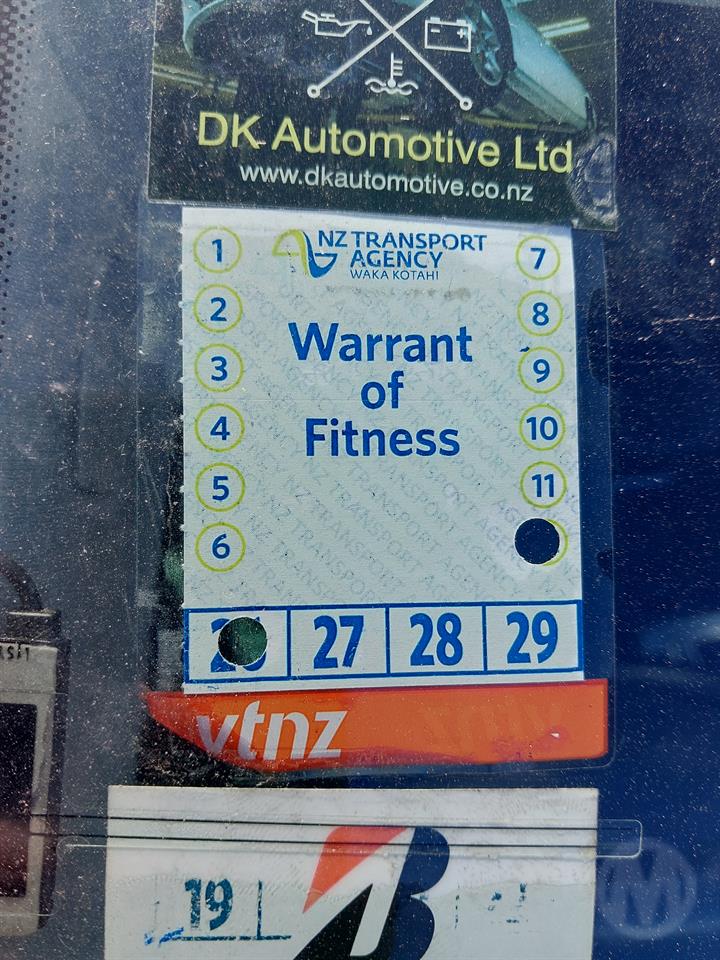 DK Automotive Ltd
www.dkautomotive.co.nz
NZ TRANSPORT
AGENCY
WAKA KOTAHI
1
7
2
8
Warrant
of
Fitness
3
9
4
10
5
11
6
27 28 29
vtnz
19